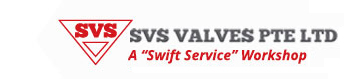 SVS
SVS VALVES PTE LTD
A “Swift Service” Workshop